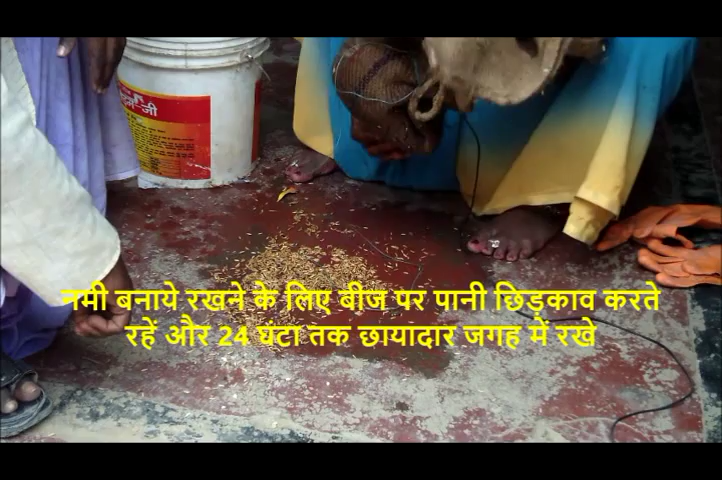 -जी
नमी बनाये रखने के लिए बीज पर पानी छिड़काव करते
रहें और 24 घंटा तक छायादार जगह में रखे